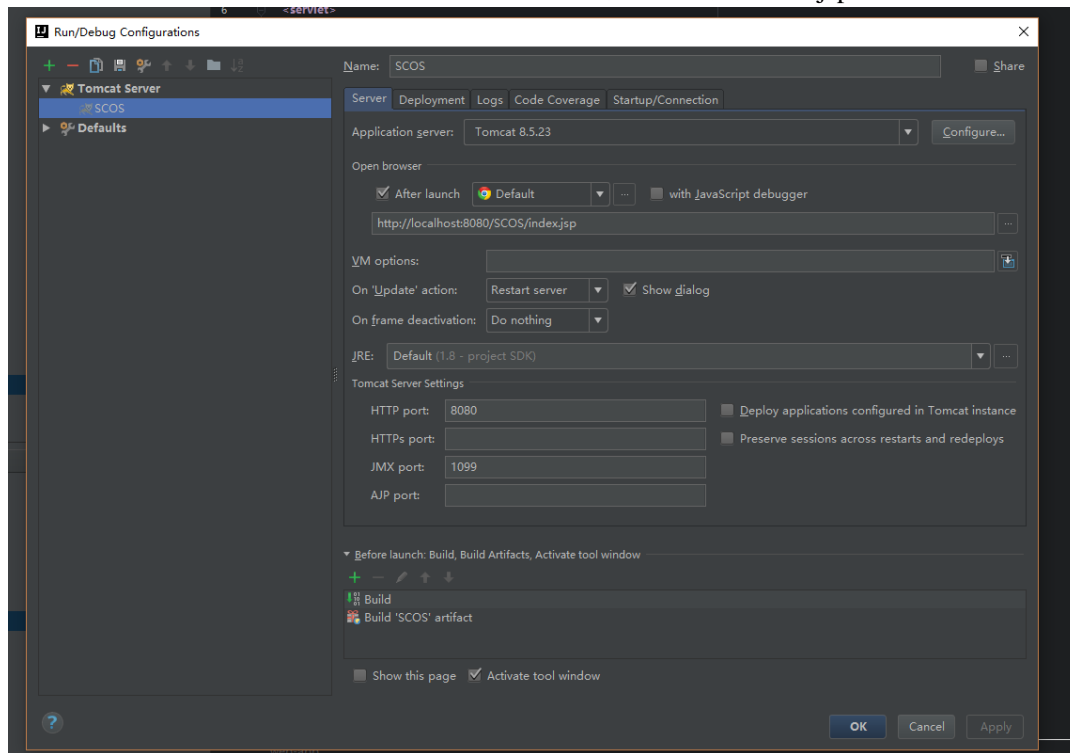 jsp
6 <servlet>
Run/Debug Configurations
Name: SCOS Share
Tomcat Server
SCOS
Defaults
Server Deployment Logs Code Coverage Startup/Connection
Application server: Tomcat 8.5.23 Configure...
Open browser
After launch Default ... with JavaScript debugger
http://localhost:8080/SCOS/index.jsp ...
VM options:
On 'Update' action: Restart server Show dialog
On frame deactivation: Do nothing
JRE: Default (1.8 - project SDK) ...
Tomcat Server Settings
HTTP port: 8080 Deploy applications configured in Tomcat instance
HTTPs port: Preserve sessions across restarts and redeploys
JMX port: 1099
AJP port:
Before launch: Build, Build Artifacts, Activate tool window
Build
Build 'SCOS' artifact
Show this page Activate tool window
? OK Cancel Apply